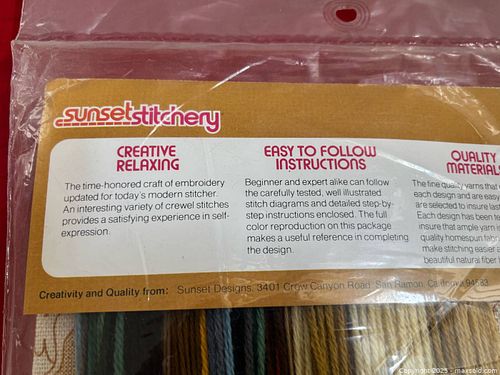 sunsetstitchery
CREATIVE
RELAXING
The time-honored craft of embroidery
updated for today's modern stitcher.
An interesting variety of crewel stitches
provides a satisfying experience in self-
expression.
EASY TO FOLLOW
INSTRUCTIONS
Beginner and expert alike can follow
the carefully tested, well illustrated
stitch diagrams and detailed step-by-
step instructions enclosed. The full
color reproduction on this package
makes a useful reference in completing
the design.
QUALITY
MATERIALS
The fine quality yarns that
each design and are easy
are selected to insure last
Each design has been te
insure that ample yarn is
quality homespun fabric
make stitching easier a
beautiful natural fiber
Creativity and Quality from: Sunset Designs, 3401 Crow Canyon Road, San Ramon, California 94583
Copyright 2025 - maxsold.com